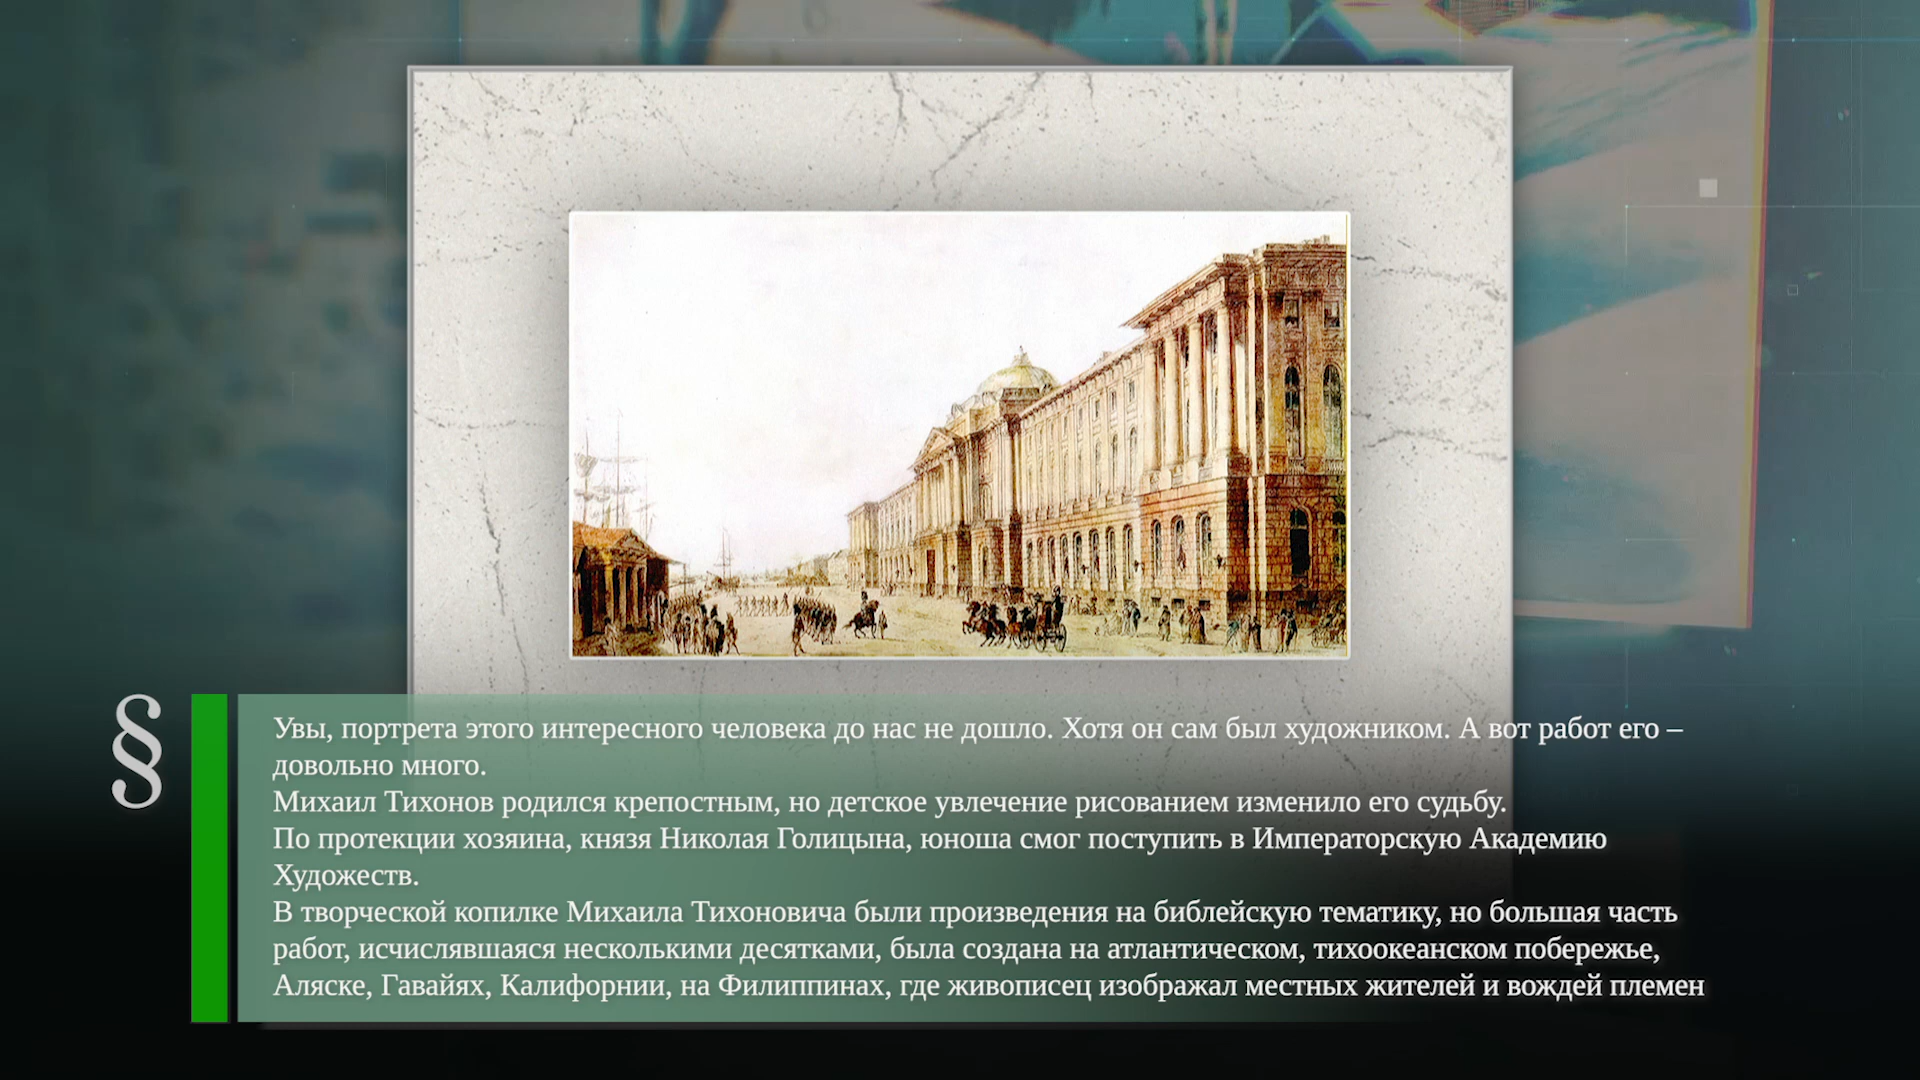 §
Увы, портрета этого интересного человека до нас не дошло. Хотя он сам был художником. А вот работ его –
довольно много.
Михаил Тихонов родился крепостным, но детское увлечение рисованием изменило его судьбу.
По протекции хозяина, князя Николая Голицына, юноша смог поступить в Императорскую Академию
Художеств.
В творческой копилке Михаила Тихоновича были произведения на библейскую тематику, но большая часть
работ, исчислявшаяся несколькими десятками, была создана на атлантическом, тихоокеанском побережье,
Аляске, Гавайях, Калифорнии, на Филиппинах, где живописец изображал местных жителей и вождей племен